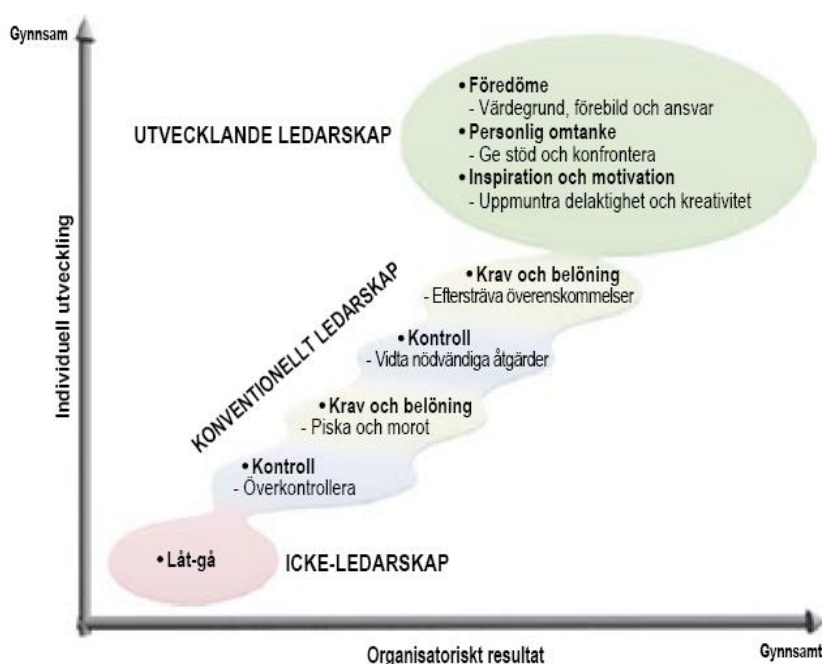 Gynnsam
• Föredöme
- Värdegrund, förebild och ansvar
UTVECKLANDE LEDARSKAP
• Personlig omtanke
- Ge stöd och konfrontera
• Inspiration och motivation
- Uppmuntra delaktighet och kreativitet
Individuell utveckling
KONVENTIONELLT LEDARSKAP
• Krav och belöning
- Eftersträva överenskommelser
• Kontroll
- Vidta nödvändiga åtgärder
• Krav och belöning
- Piska och morot
• Kontroll
- Överkontrollera
• Låt-gå
ICKE-LEDARSKAP
Organisatoriskt resultat
Gynnsamt